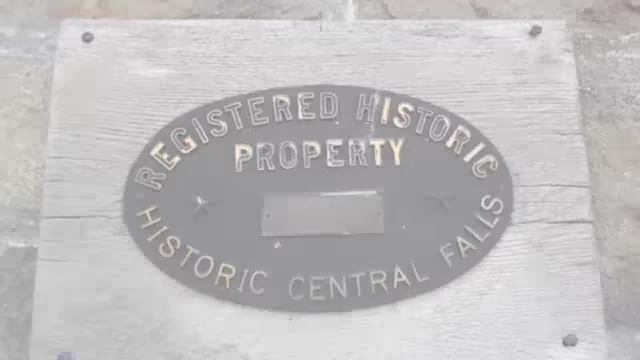 REGISTERED HISTORIC
PROPERTY
HISTORIC CENTRAL FALLS